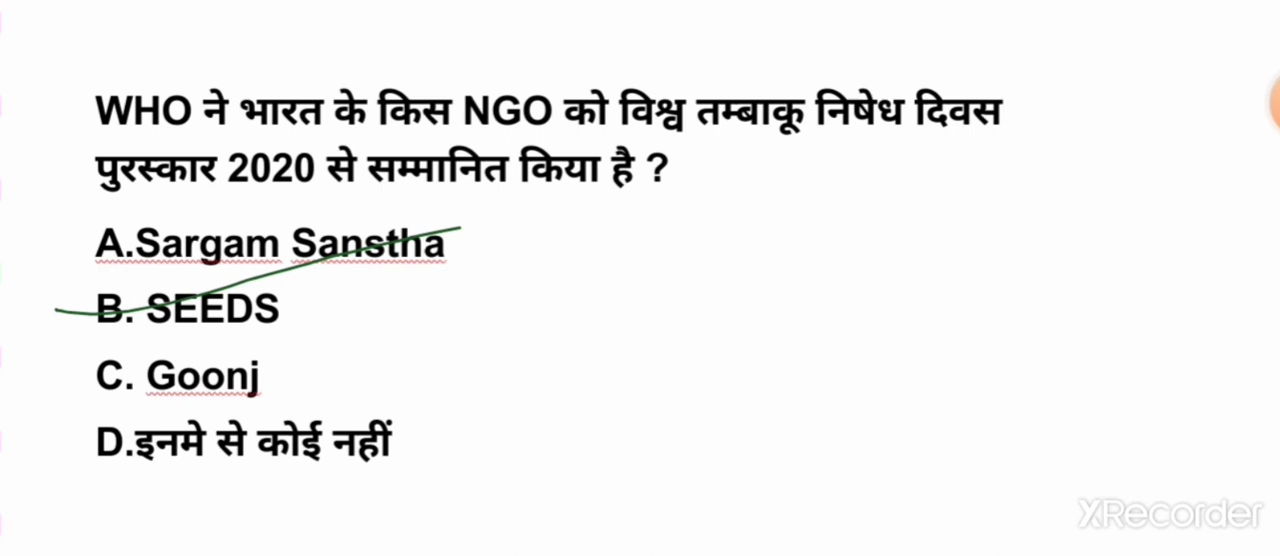 WHO ने भारत के किस NGO को विश्व तम्बाकू निषेध दिवस
पुरस्कार 2020 से सम्मानित किया है ?
A.Sargam Sanstha
B. SEEDS
C. Goonj
D.इनमे से कोई नहीं
XRecorder